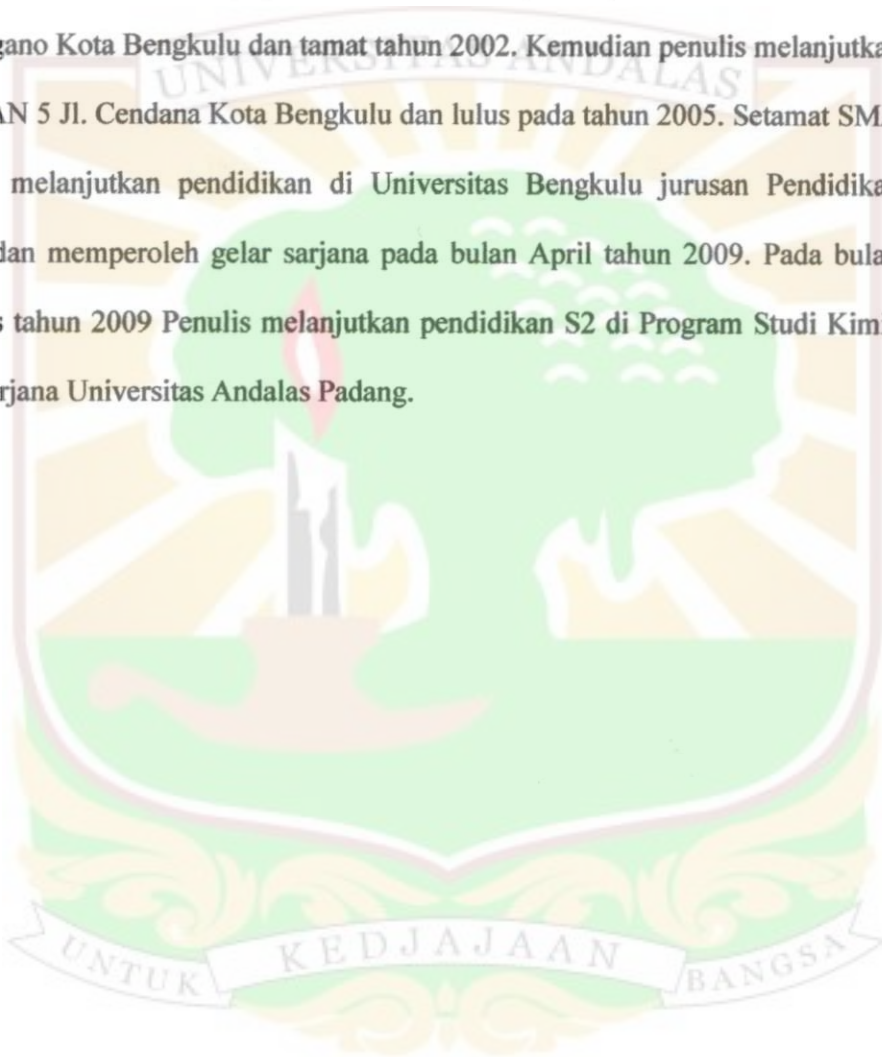 gano Kota Bengkulu dan tamat tahun 2002. Kemudian penulis melanjutka
UNIVERSITAS ANDALAS
AN 5 Jl. Cendana Kota Bengkulu dan lulus pada tahun 2005. Setamat SM
melanjutkan pendidikan di Universitas Bengkulu jurusan Pendidika
dan memperoleh gelar sarjana pada bulan April tahun 2009. Pada bula
s tahun 2009 Penulis melanjutkan pendidikan S2 di Program Studi Kim
rjana Universitas Andalas Padang.
UNTUK KEDJAJAAN BANGSA